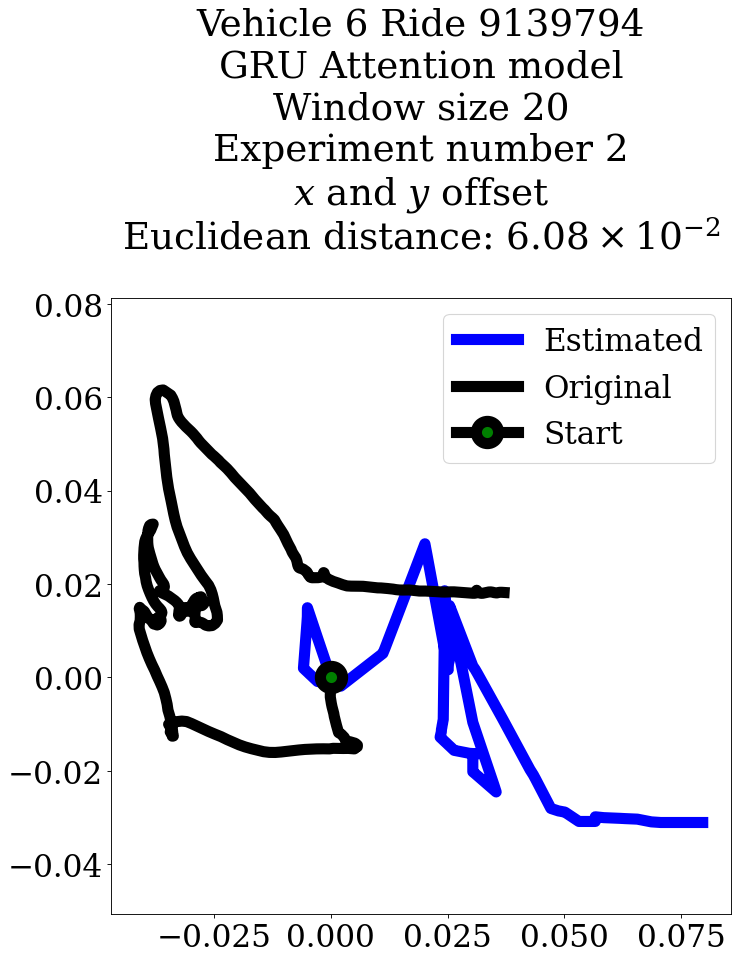 Vehicle 6 Ride 9139794
GRU Attention model
Window size 20
Experiment number 2
x and y offset
Euclidean distance: 6.08 × 10⁻²
0.08
0.06
0.04
0.02
0.00
−0.02
−0.04
Estimated
Original
Start
−0.025 0.000 0.025 0.050 0.075